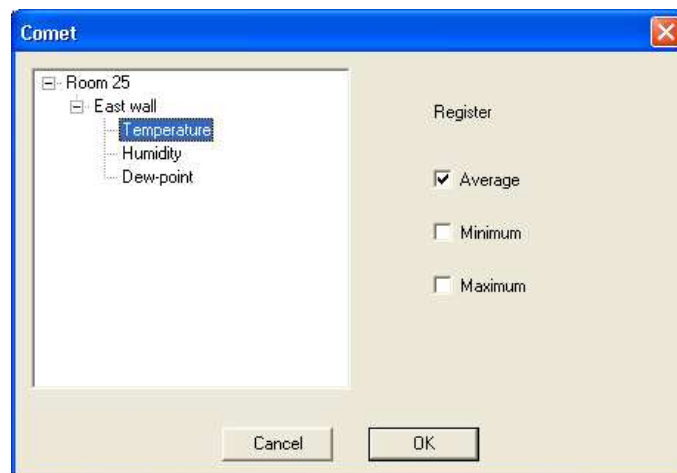 Comet
Room 25
East wall
Temperature
Humidity
Dew-point
Register
Average
Minimum
Maximum
Cancel
OK